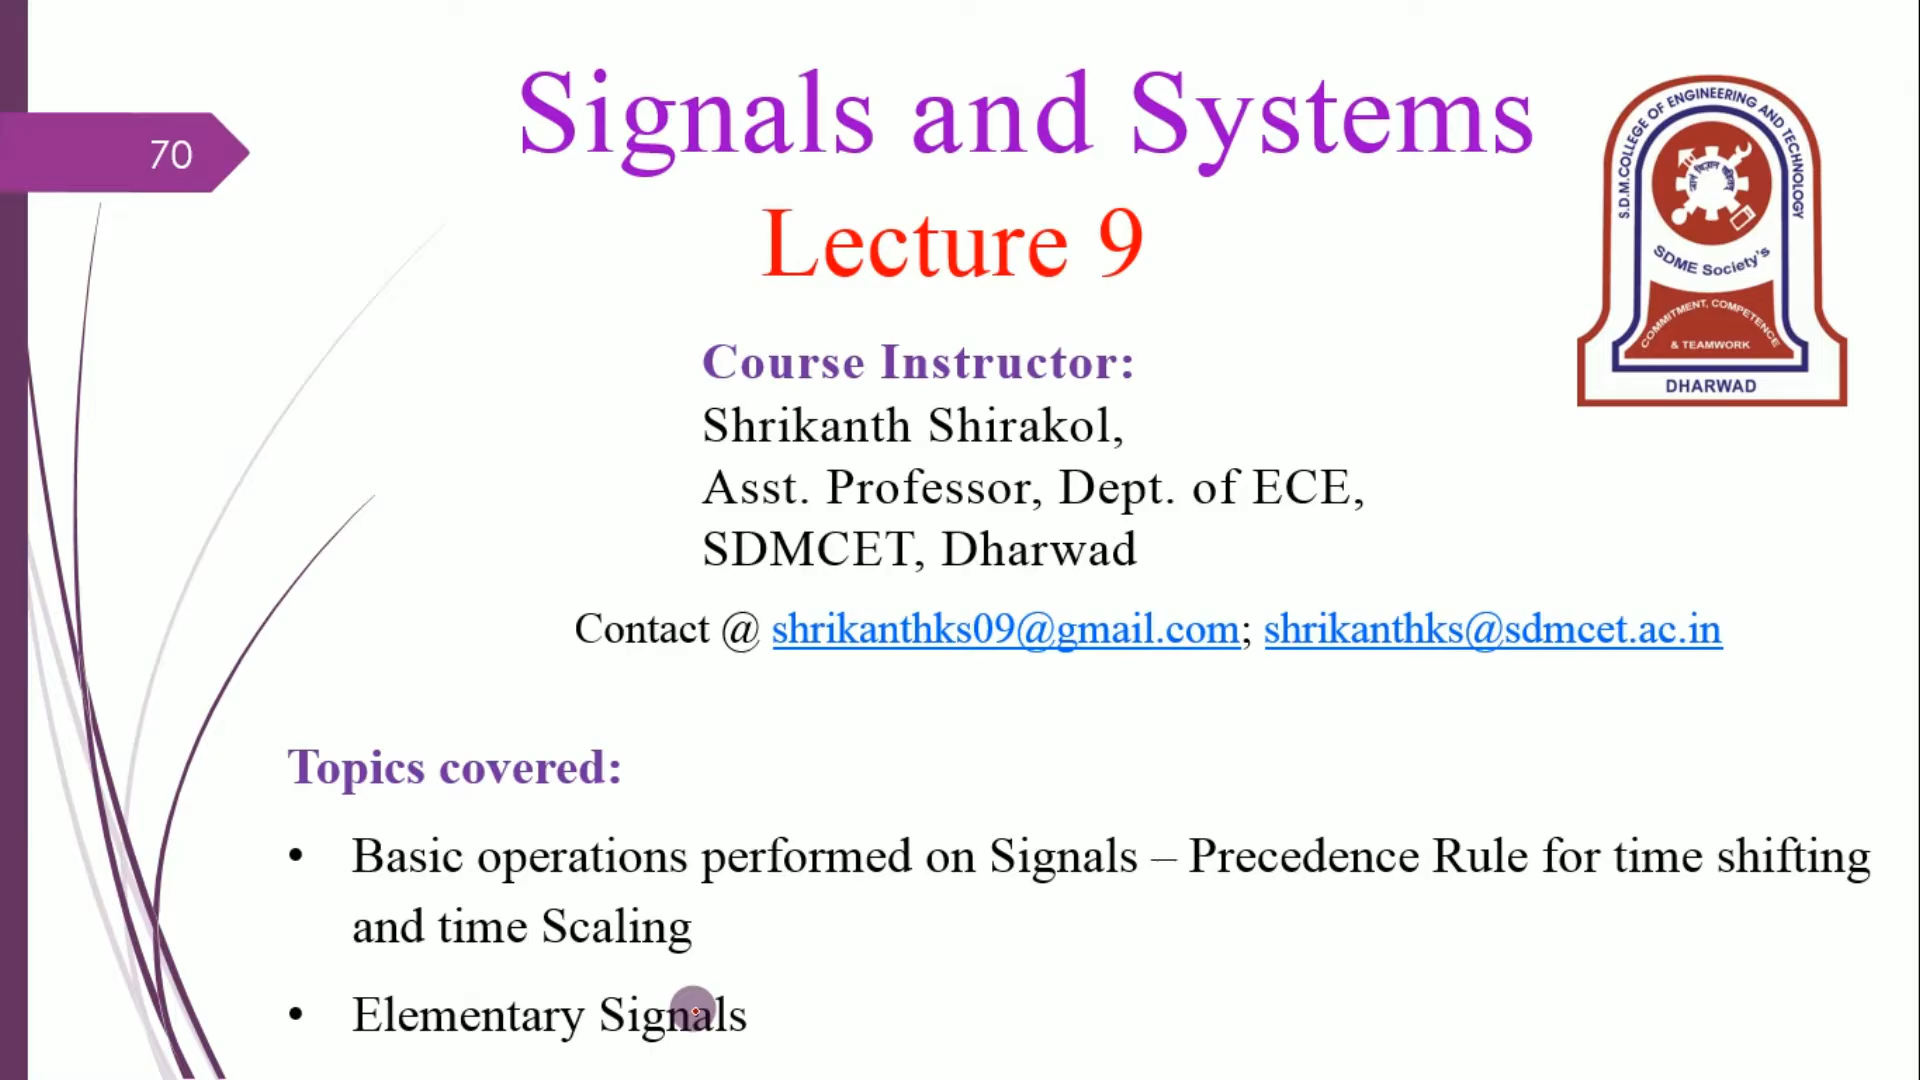 70
Signals and Systems
Lecture 9
S.D.M.COLLEGE OF ENGINEERING AND TECHNOLOGY
SDME Society's
COMMITMENT, COMPETENCE
& TEAMWORK
DHARWAD
Course Instructor:
Shrikanth Shirakol,
Asst. Professor, Dept. of ECE,
SDMCET, Dharwad
Contact @ shrikanthks09@gmail.com; shrikanthks@sdmcet.ac.in
Topics covered:
• Basic operations performed on Signals – Precedence Rule for time shifting
and time Scaling
• Elementary Signals